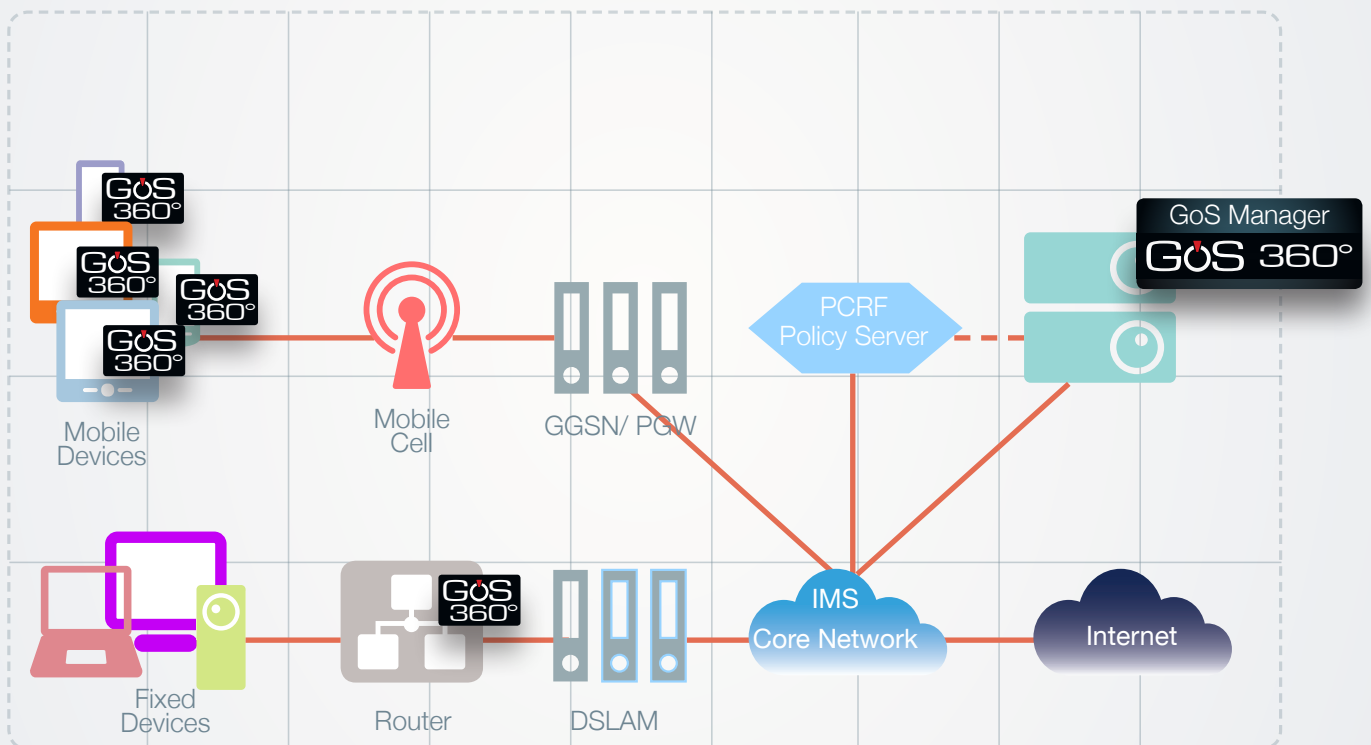 GoS
360°
GoS
360°
GoS
360°
GoS
360°
Mobile
Devices
Mobile
Cell
GGSN/ PGW
PCRF
Policy Server
GoS Manager
GoS 360°
Fixed
Devices
GoS
360°
Router
DSLAM
IMS
Core Network
Internet